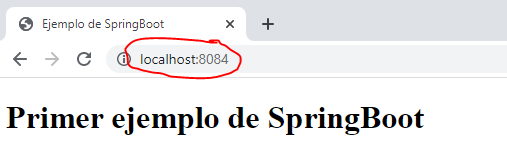 Ejemplo de SpringBoot
localhost:8084
Primer ejemplo de SpringBoot